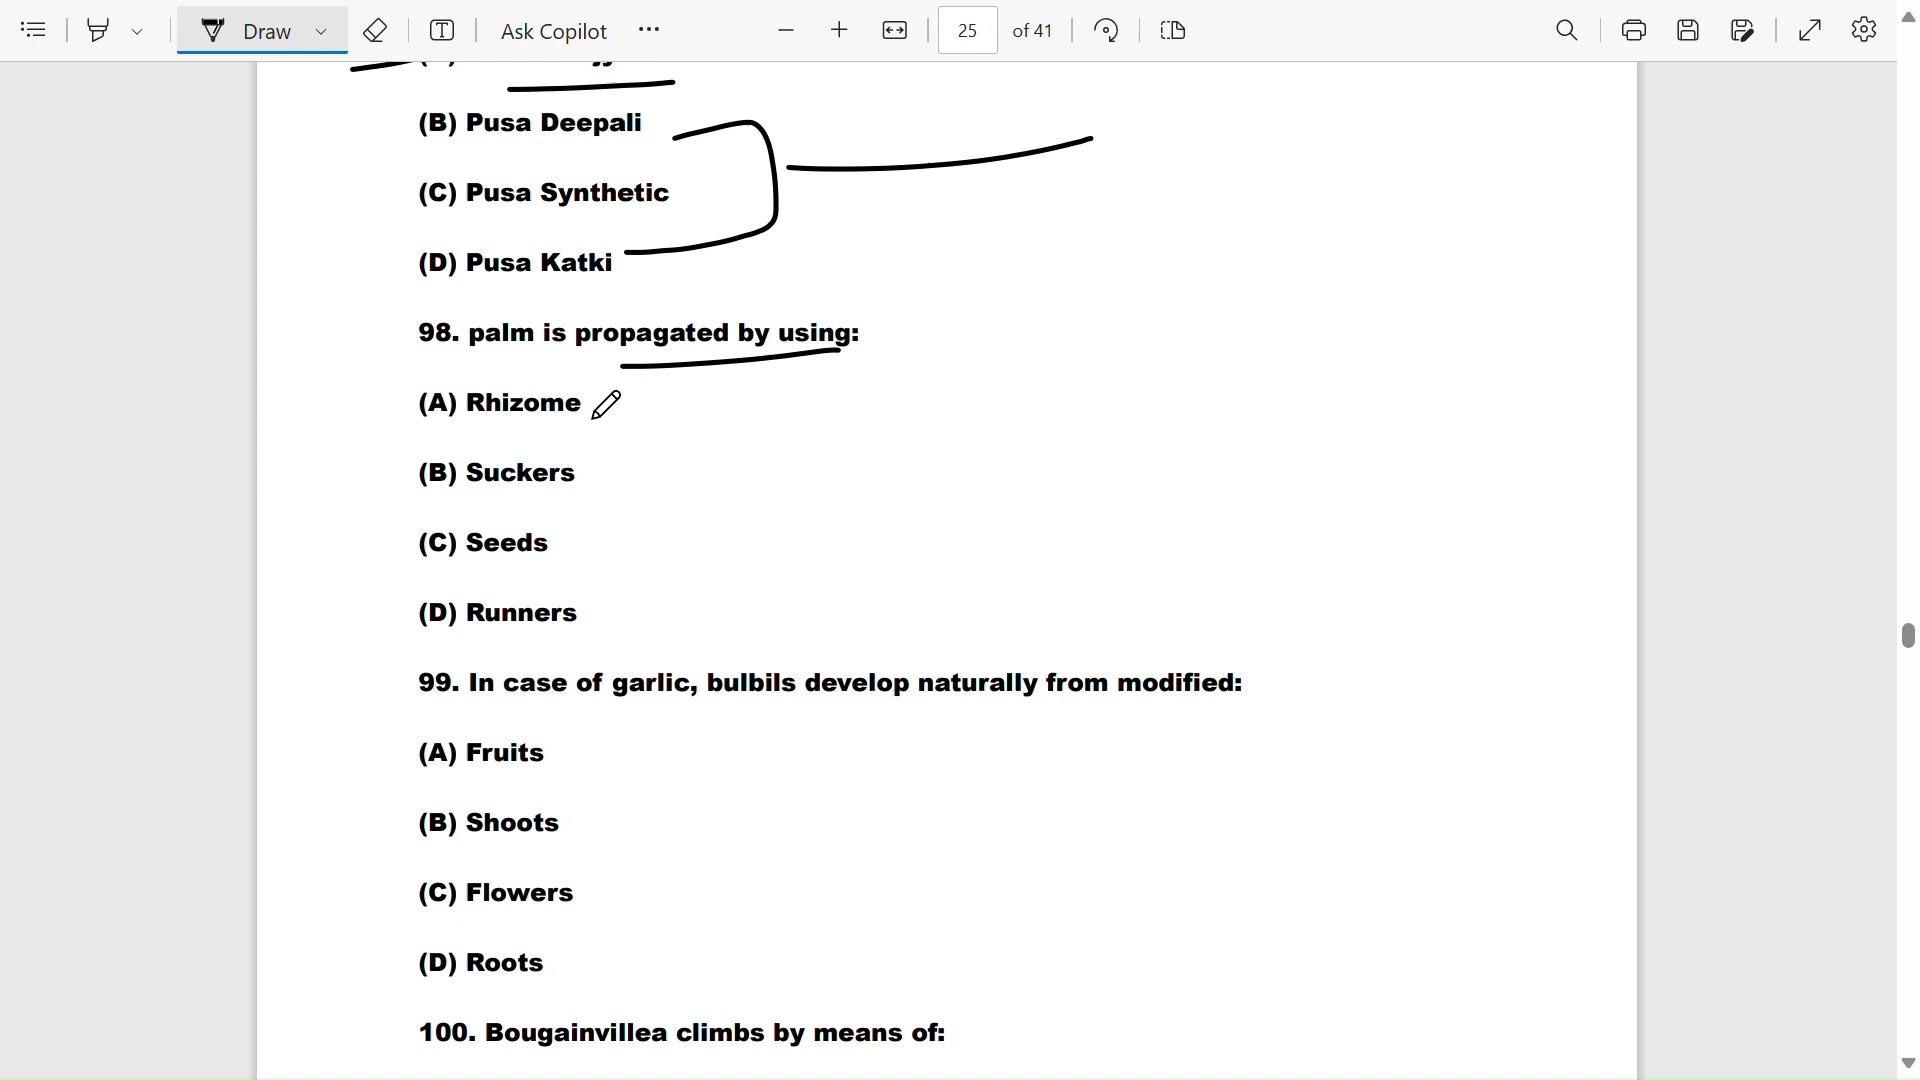 Draw
Ask Copilot
25 of 41
(B) Pusa Deepali
(C) Pusa Synthetic
(D) Pusa Katki
98. palm is propagated by using:
(A) Rhizome
(B) Suckers
(C) Seeds
(D) Runners
99. In case of garlic, bulbils develop naturally from modified:
(A) Fruits
(B) Shoots
(C) Flowers
(D) Roots
100. Bougainvillea climbs by means of: